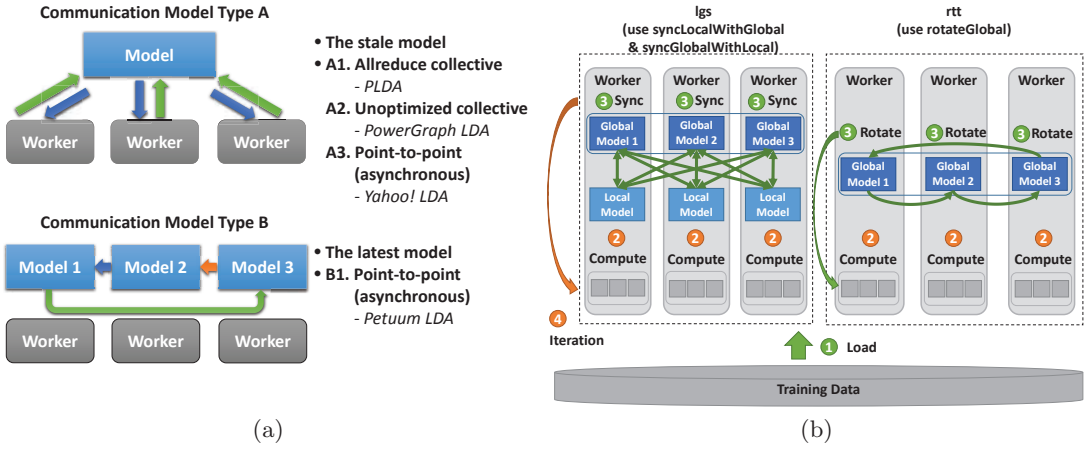 Communication Model Type A
Model
Worker
Worker
Worker
• The stale model
• A1. Allreduce collective
- PLDA
A2. Unoptimized collective
- PowerGraph LDA
A3. Point-to-point
(asynchronous)
- Yahoo! LDA
Communication Model Type B
Model 1
Model 2
Model 3
Worker
Worker
Worker
• The latest model
• B1. Point-to-point
(asynchronous)
- Petuum LDA
(a)
lgs
(use syncLocalWithGlobal
& syncGlobalWithLocal)
Worker
Worker
Worker
3 Sync
3 Sync
3 Sync
Global
Model 1
Global
Model 2
Global
Model 3
Local
Model
Local
Model
Local
Model
2
2
2
Compute
Compute
Compute
4
Iteration
rtt
(use rotateGlobal)
Worker
Worker
Worker
3 Rotate
3 Rotate
3 Rotate
Global
Model 1
Global
Model 2
Global
Model 3
2
2
2
Compute
Compute
Compute
1 Load
Training Data
(b)